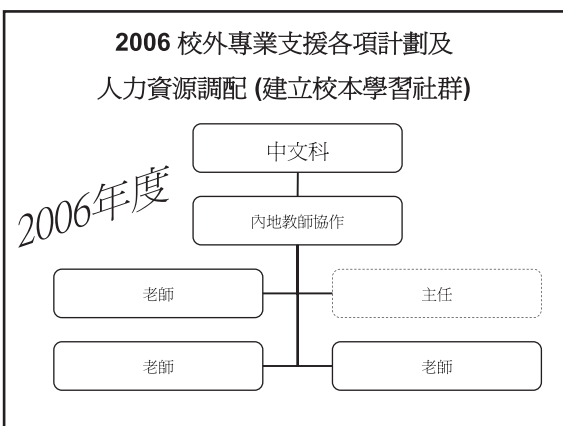 2006 校外專業支援各項計劃及
人力資源調配 (建立校本學習社群)
中文科
2006年度
內地教師協作
老師
主任
老師
老師